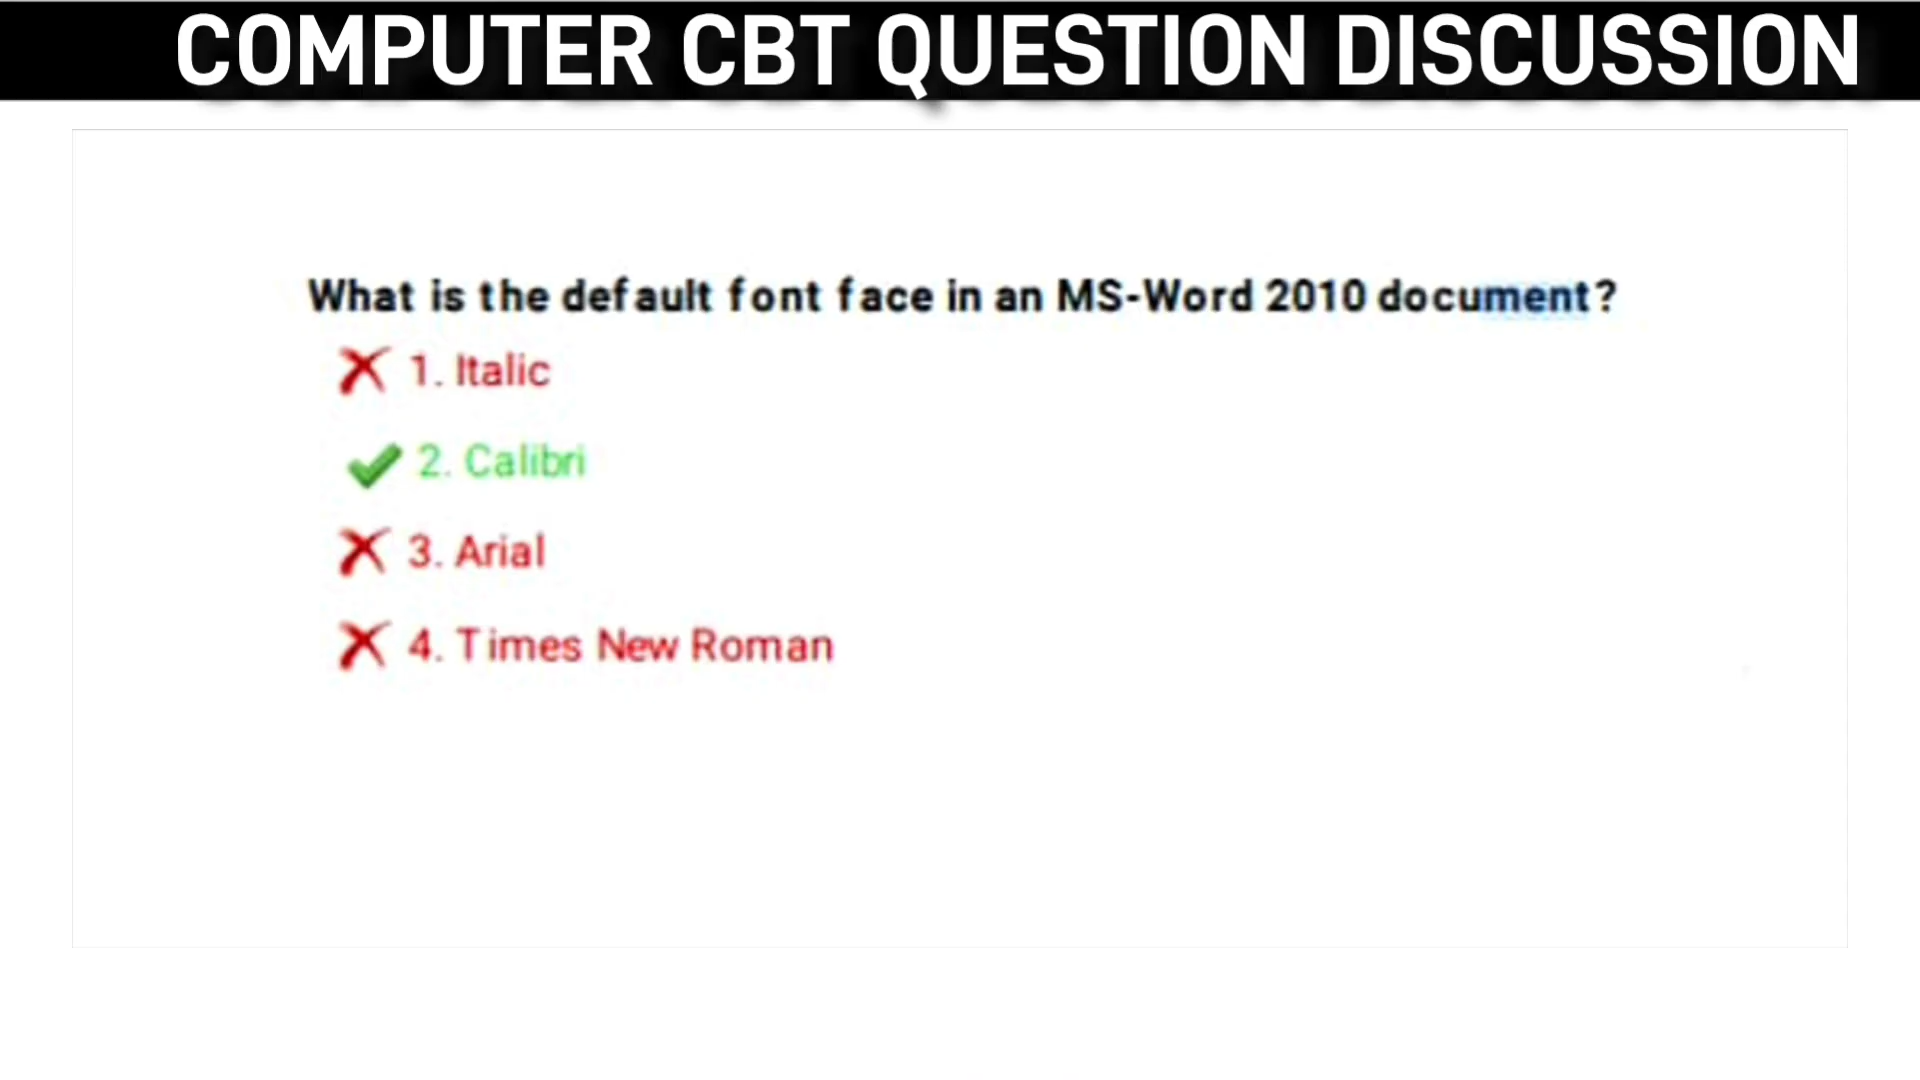 COMPUTER CBT QUESTION DISCUSSION
What is the default font face in an MS-Word 2010 document?
1. Italic
2. Calibri
3. Arial
4. Times New Roman